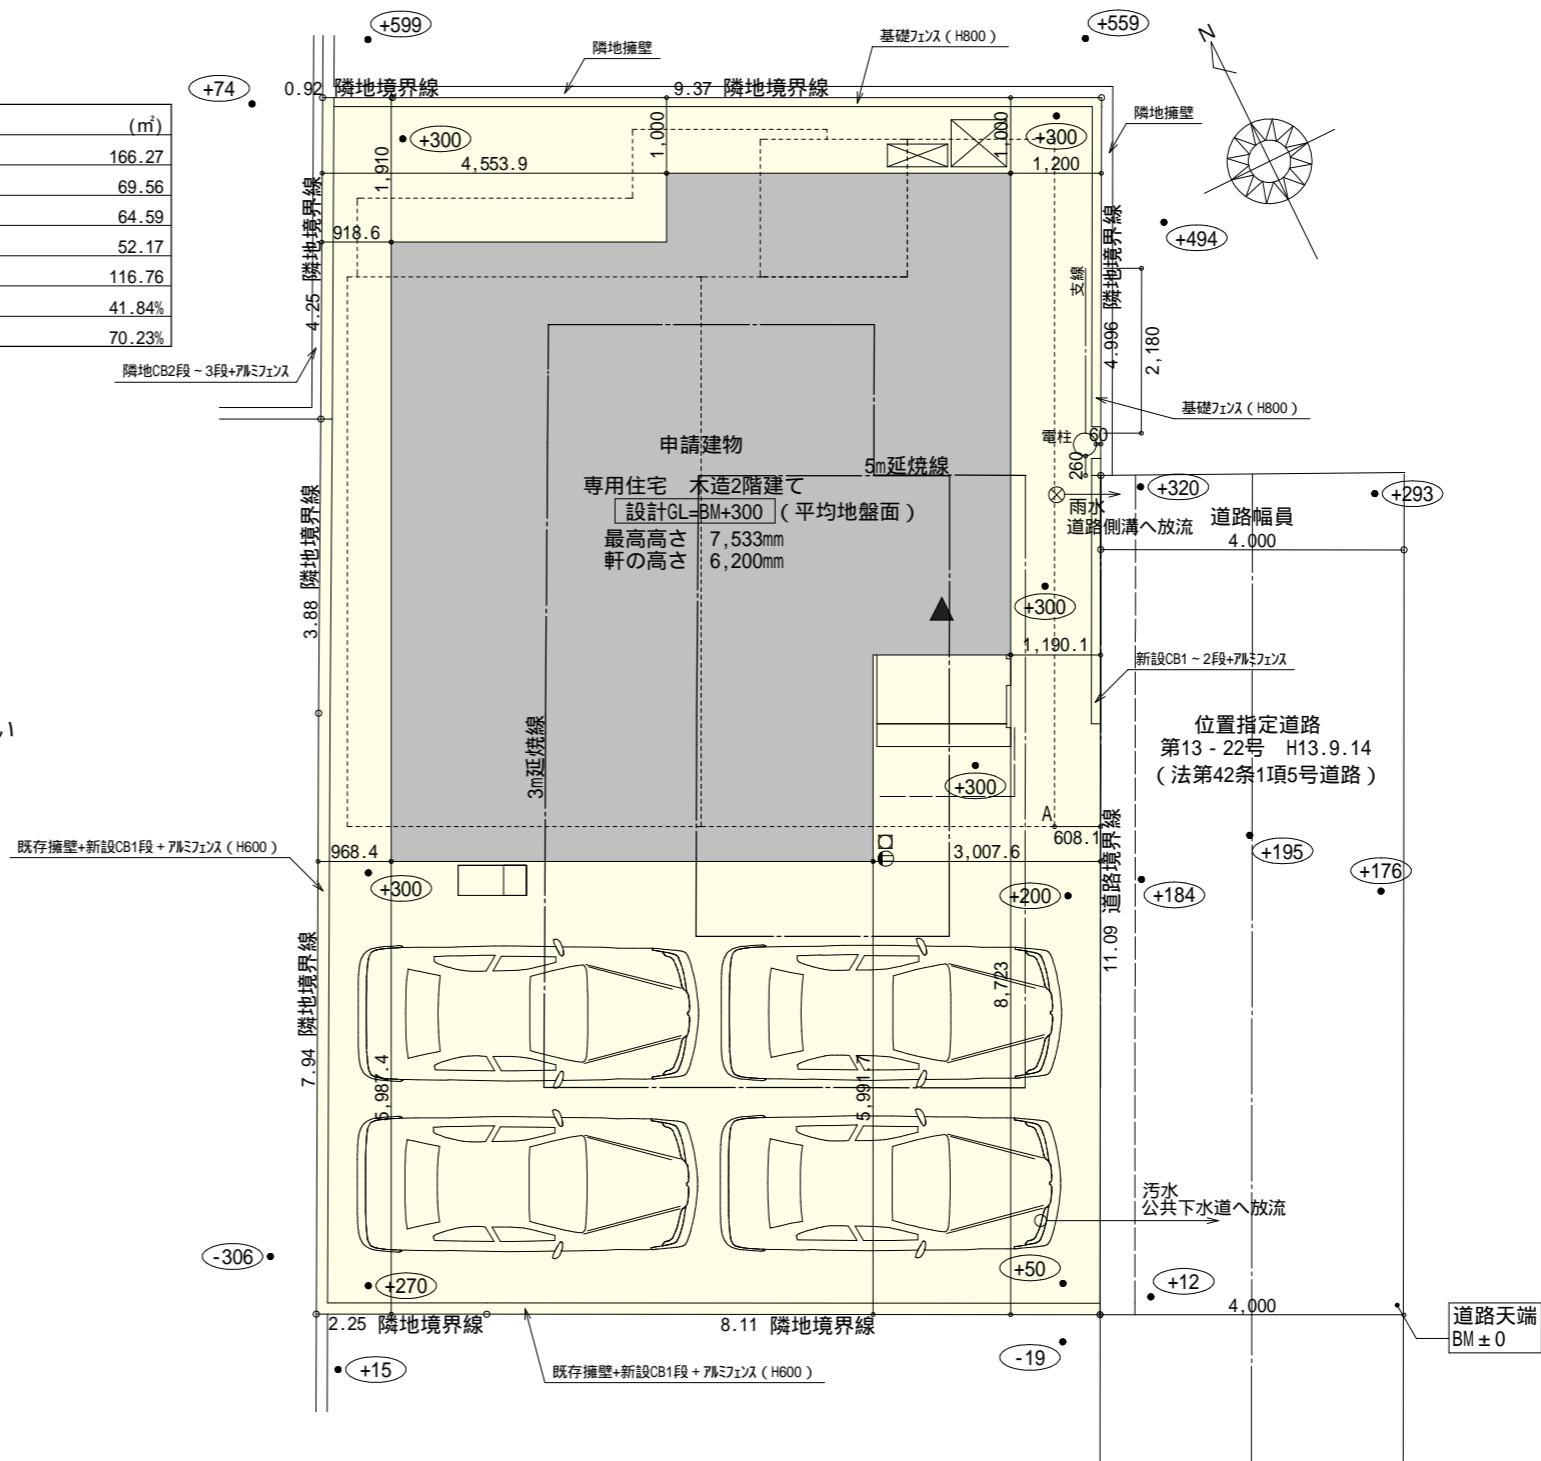 +599
+559
隣地擁壁
基礎フェンス（H800）
N
+74
0.92 隣地境界線
9.37 隣地境界線
隣地擁壁
(㎡)
166.27
69.56
64.59
52.17
116.76
41.84%
70.23%
+300
+300
1,910
1,000
1,000
4,553.9
1,200
918.6
4.25 隣地境界線
4.996 隣地境界線
+494
支線
2,180
隣地CB2段～3段+アルミフェンス
基礎フェンス（H800）
電柱
60
260
申請建物
専用住宅 木造2階建て
設計GL=BM+300（平均地盤面）
最高高さ 7,533mm
軒の高さ 6,200mm
5m延焼線
+320
+293
雨水
道路側溝へ放流
道路幅員
4.000
3.88 隣地境界線
+300
1,190.1
新設CB1～2段+アルミフェンス
い
3m延焼線
位置指定道路
第13-22号 H13.9.14
（法第42条1項5号道路）
+300
A
608.1
既存擁壁+新設CB1段+アルミフェンス（H600）
968.4
3,007.6
+300
+200
+184
+195
+176
11.09 道路境界線
7.94 隣地境界線
8,723
5,987.4
5,991.7
汚水
公共下水道へ放流
-306
+270
+50
+12
4,000
道路天端
BM±0
2.25 隣地境界線
8.11 隣地境界線
+15
-19
既存擁壁+新設CB1段+アルミフェンス（H600）